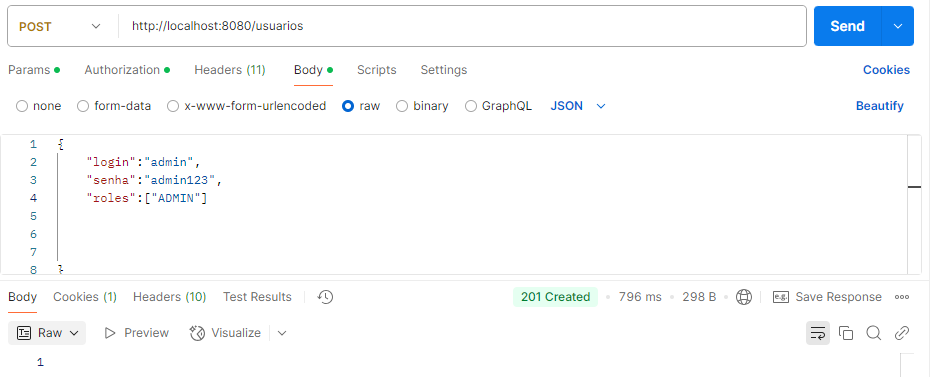 POST http://localhost:8080/usuarios Send
Params Authorization Headers (11) Body Scripts Settings Cookies
none form-data x-www-form-urlencoded raw binary GraphQL JSON Beautify
1 {
2 "login":"admin",
3 "senha":"admin123",
4 "roles":["ADMIN"]
5
6
7
8 }
Body Cookies (1) Headers (10) Test Results 201 Created 796 ms 298 B e.g. Save Response
Raw Preview Visualize
1